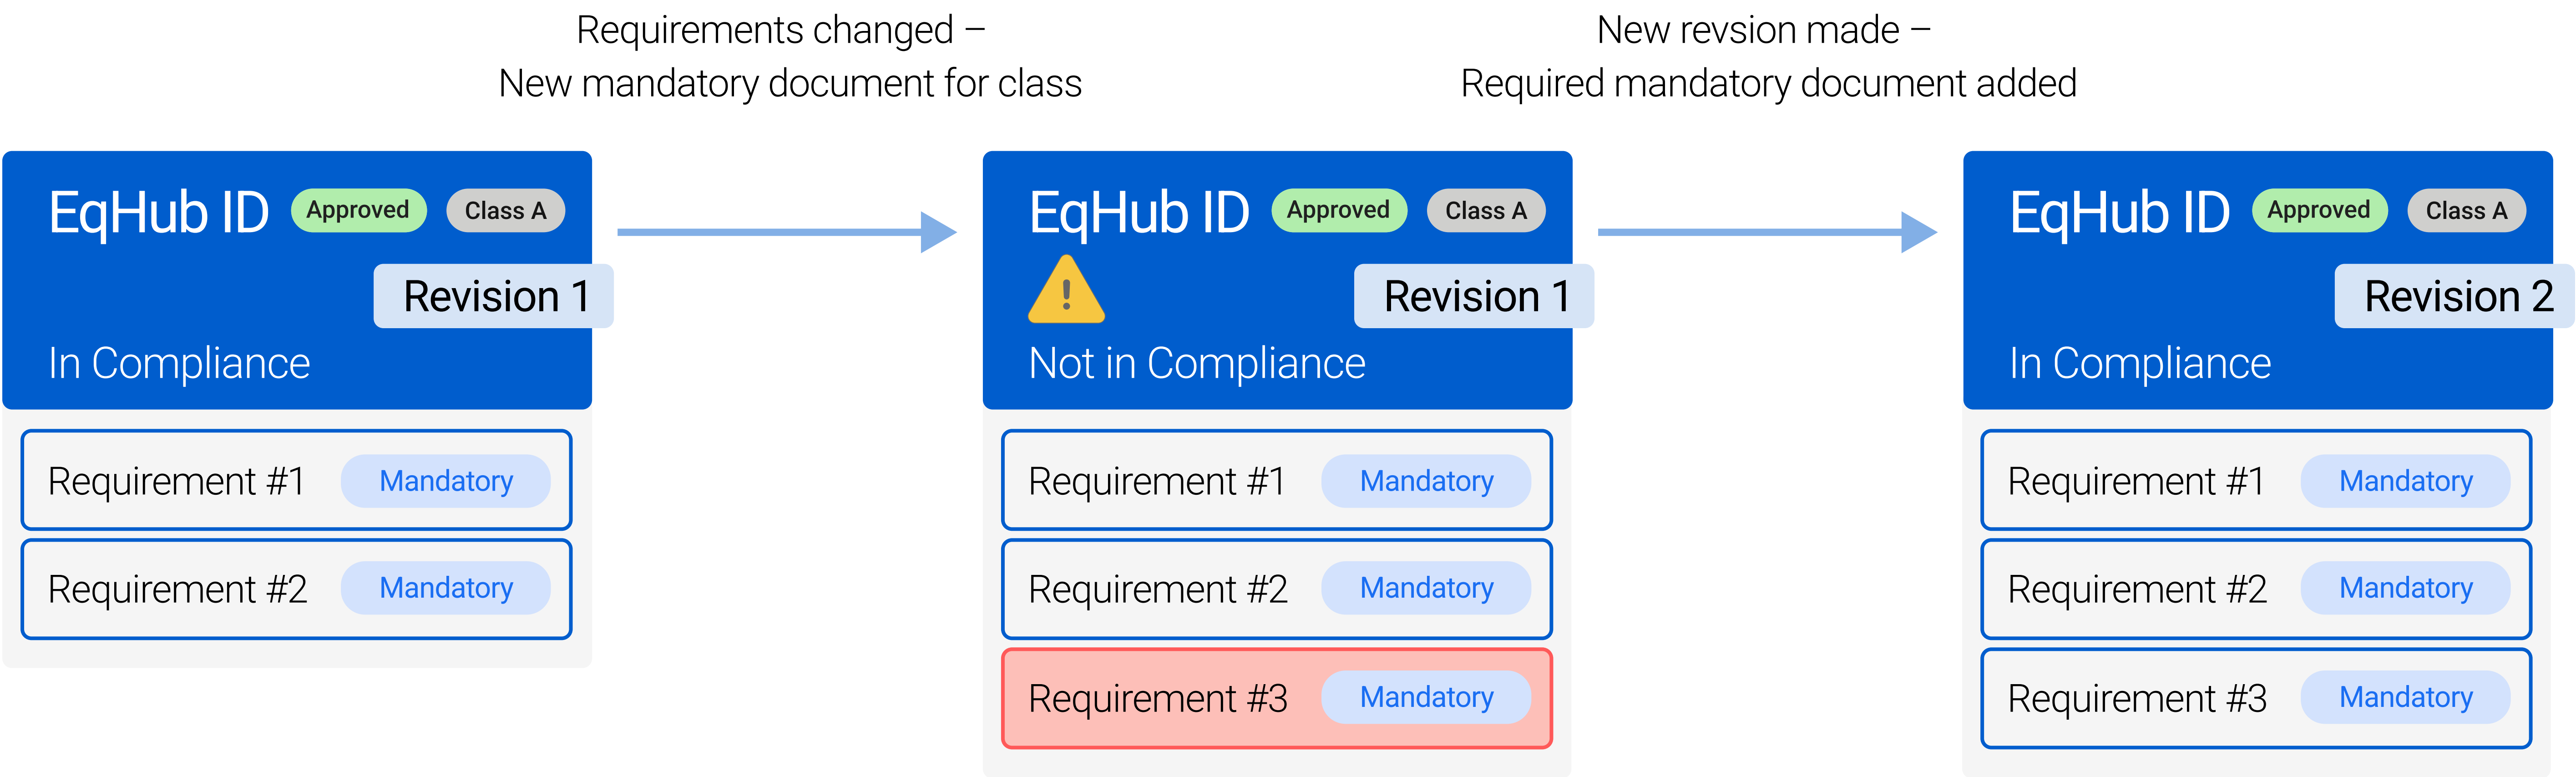 Requirements changed –
New mandatory document for class
New revsion made –
Required mandatory document added
EqHub ID Approved Class A
Revision 1
In Compliance
Requirement #1 Mandatory
Requirement #2 Mandatory
EqHub ID Approved Class A
Revision 1
Not in Compliance
Requirement #1 Mandatory
Requirement #2 Mandatory
Requirement #3 Mandatory
EqHub ID Approved Class A
Revision 2
In Compliance
Requirement #1 Mandatory
Requirement #2 Mandatory
Requirement #3 Mandatory